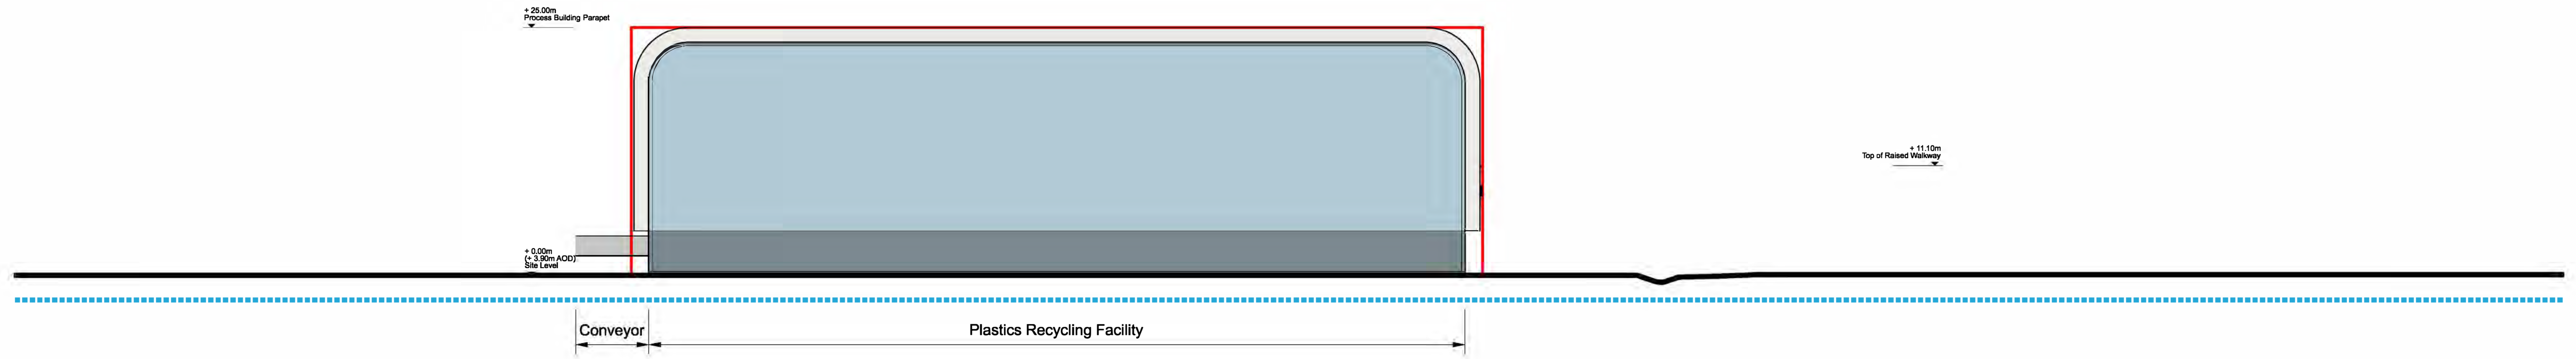 + 25.00m
Process Building Parapet
+ 11.10m
Top of Raised Walkway
+ 0.00m
(+ 3.90m AOD)
Site Level
Conveyor
Plastics Recycling Facility